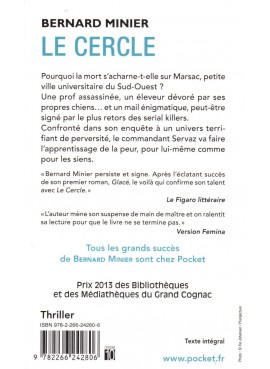 BERNARD MINIER
LE CERCLE
Pourquoi la mort s'acharne-t-elle sur Marsac, petite
ville universitaire du Sud-Ouest ?
Une prof assassinée, un éleveur dévoré par ses
propres chiens... et un mail énigmatique, peut-être
signé par le plus retors des serial killers.
Confronté dans son enquête à un univers terri-
fiant de perversité, le commandant Servaz va faire
l'apprentissage de la peur, pour lui-même comme
pour les siens.
« Bernard Minier persiste et signe. Après l'éclatant succès
de son premier roman, Glacé, le voilà qui confirme son talent
avec Le Cercle. »
Le Figaro littéraire
« L'auteur mène son suspense de main de maître et on ralentit
sa lecture pour que le livre ne se termine pas. »
Version Femina
Tous les grands succès
de BERNARD MINIER sont chez Pocket
Prix 2013 des Bibliothèques
et des Médiathèques du Grand Cognac
Thriller
ISBN 978-2-266-24280-6
9 782266 242806
Texte intégral
www.pocket.fr